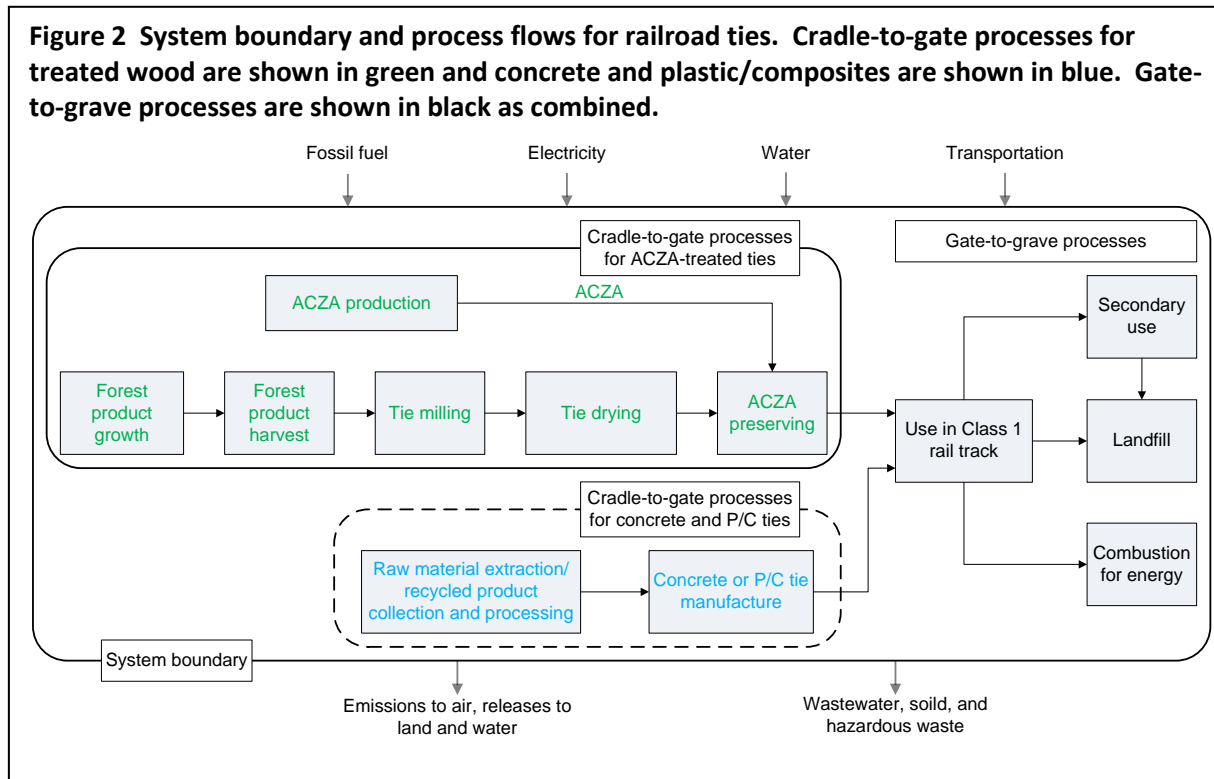 Figure 2  System boundary and process flows for railroad ties.  Cradle-to-gate processes for
treated wood are shown in green and concrete and plastic/composites are shown in blue.  Gate-
to-grave processes are shown in black as combined.
Fossil fuel
Electricity
Water
Transportation
Cradle-to-gate processes
for ACZA-treated ties
Gate-to-grave processes
ACZA production
ACZA
Secondary
use
Forest
product
growth
Forest
product
harvest
Tie milling
Tie drying
ACZA
preserving
Use in Class 1
rail track
Landfill
Cradle-to-gate processes
for concrete and P/C ties
Raw material extraction/
recycled product
collection and processing
Concrete or P/C tie
manufacture
Combustion
for energy
System boundary
Emissions to air, releases to
land and water
Wastewater, soild, and
hazardous waste